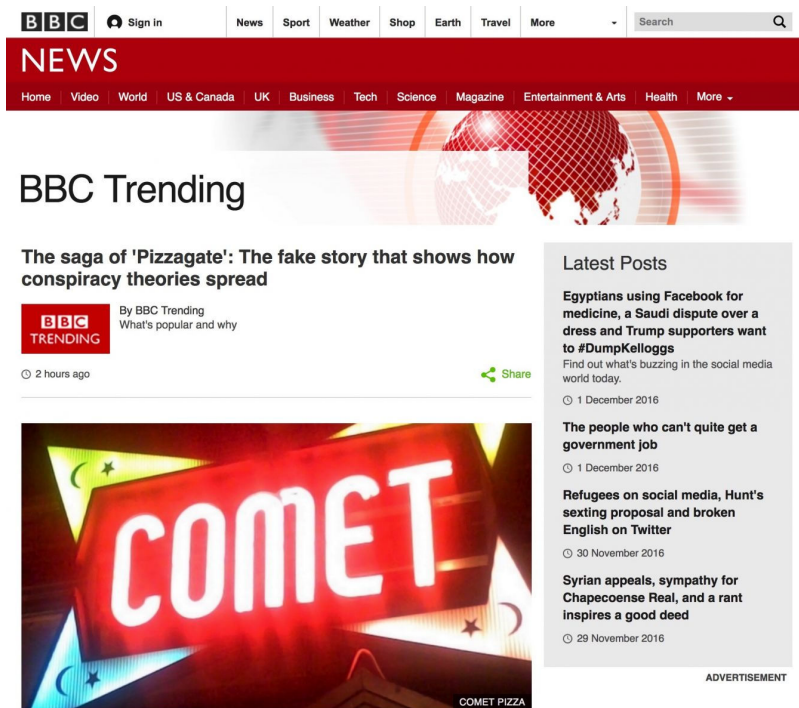 BBC Sign in News Sport Weather Shop Earth Travel More Search
NEWS
Home Video World US & Canada UK Business Tech Science Magazine Entertainment & Arts Health More
BBC Trending
The saga of 'Pizzagate': The fake story that shows how
conspiracy theories spread
BBC
TRENDING
By BBC Trending
What's popular and why
2 hours ago
Share
COMET
COMET PIZZA
Latest Posts
Egyptians using Facebook for
medicine, a Saudi dispute over a
dress and Trump supporters want
to #DumpKelloggs
Find out what's buzzing in the social media
world today.
1 December 2016
The people who can't quite get a
government job
1 December 2016
Refugees on social media, Hunt's
sexting proposal and broken
English on Twitter
30 November 2016
Syrian appeals, sympathy for
Chapecoense Real, and a rant
inspires a good deed
29 November 2016
ADVERTISEMENT